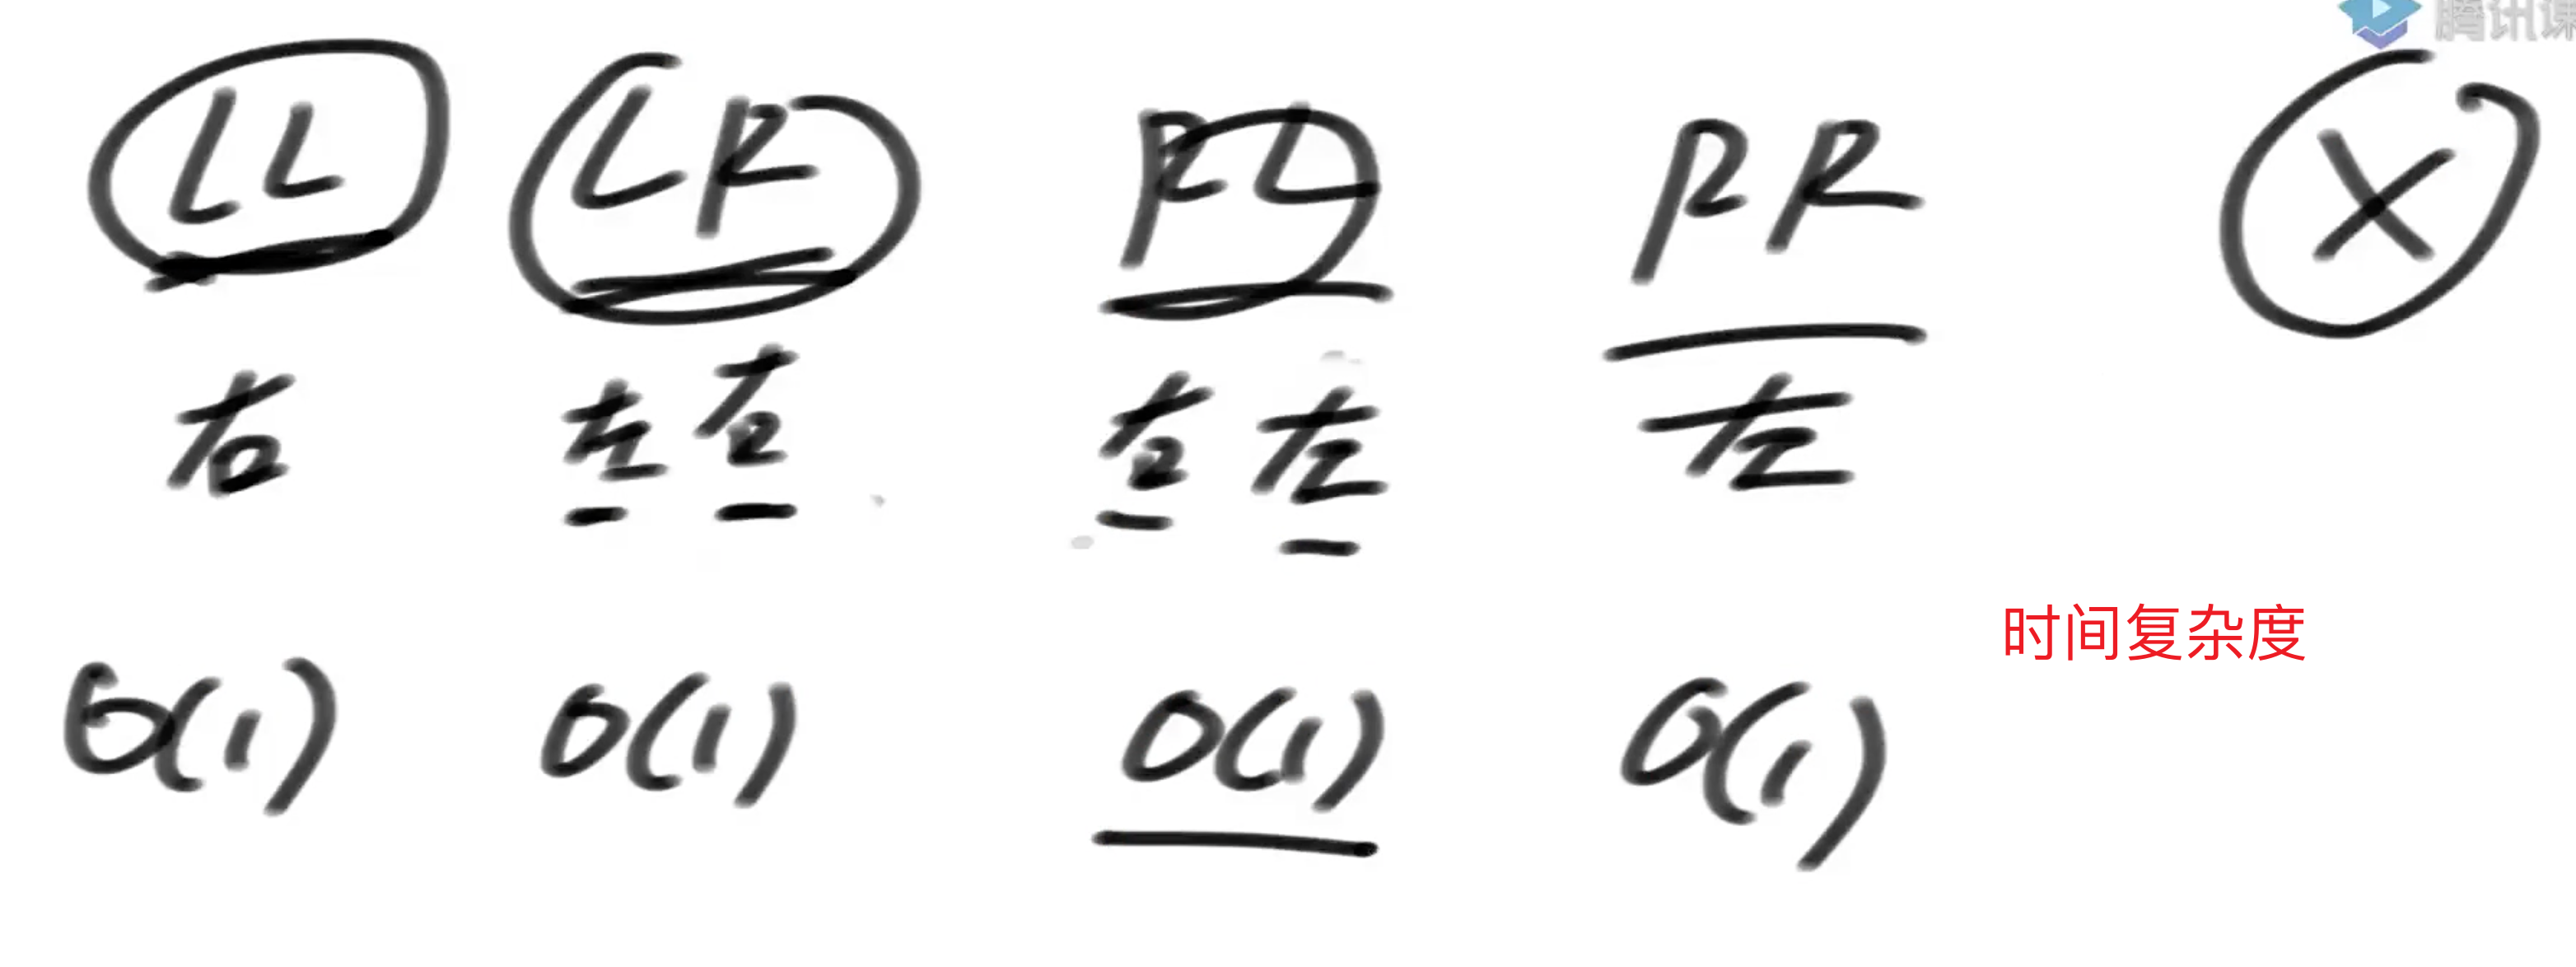 腾讯课
LL LR RL RR X
右 左右 右左 左
时间复杂度
O(1) O(1) O(1) O(1)